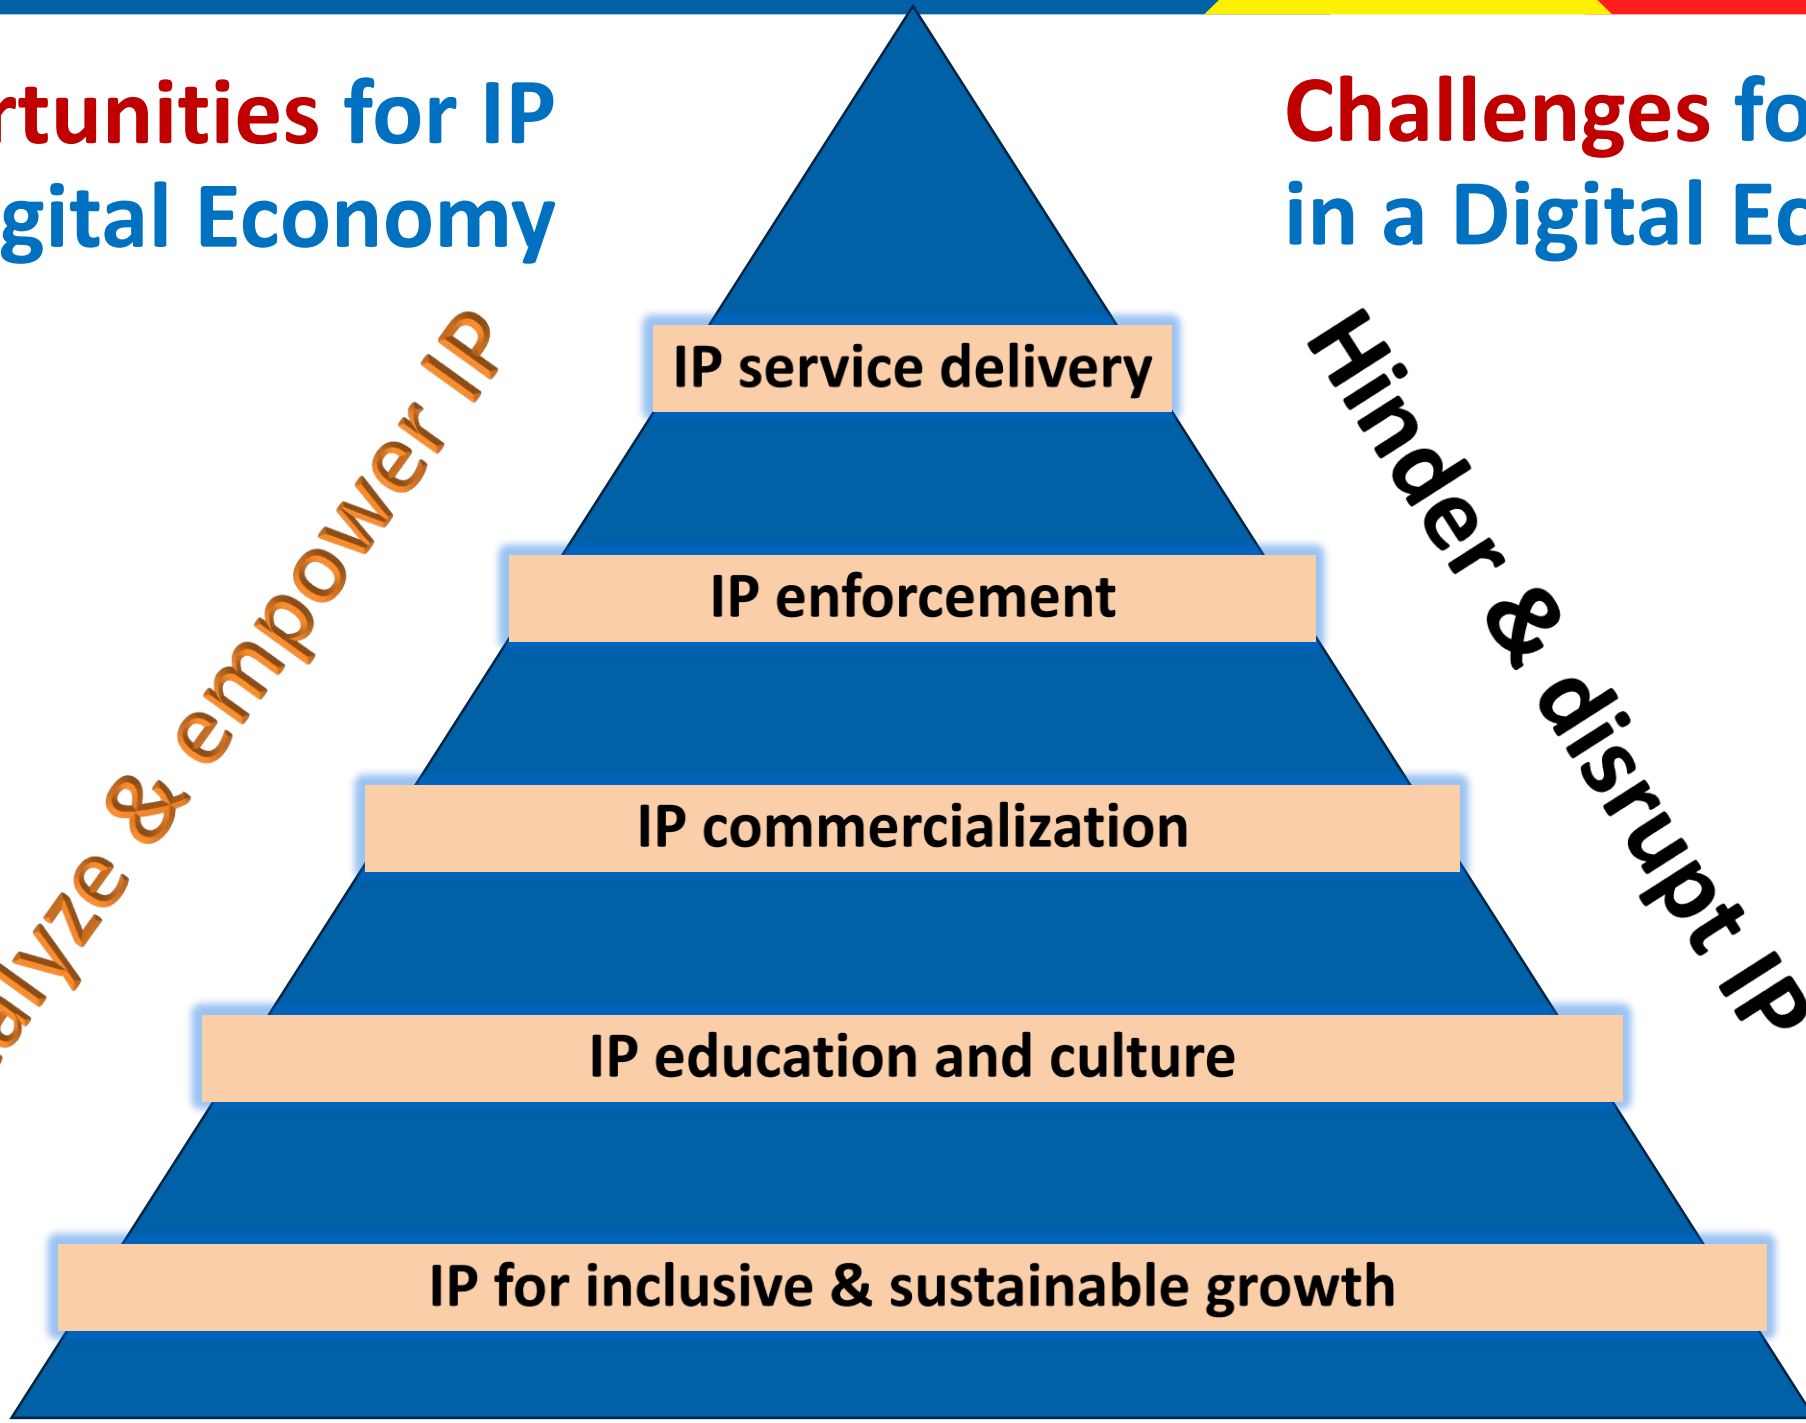 rtunities for IP
gital Economy
Challenges fo
in a Digital Ec
alyze & empower IP
Hinder & disrupt IP
IP service delivery
IP enforcement
IP commercialization
IP education and culture
IP for inclusive & sustainable growth